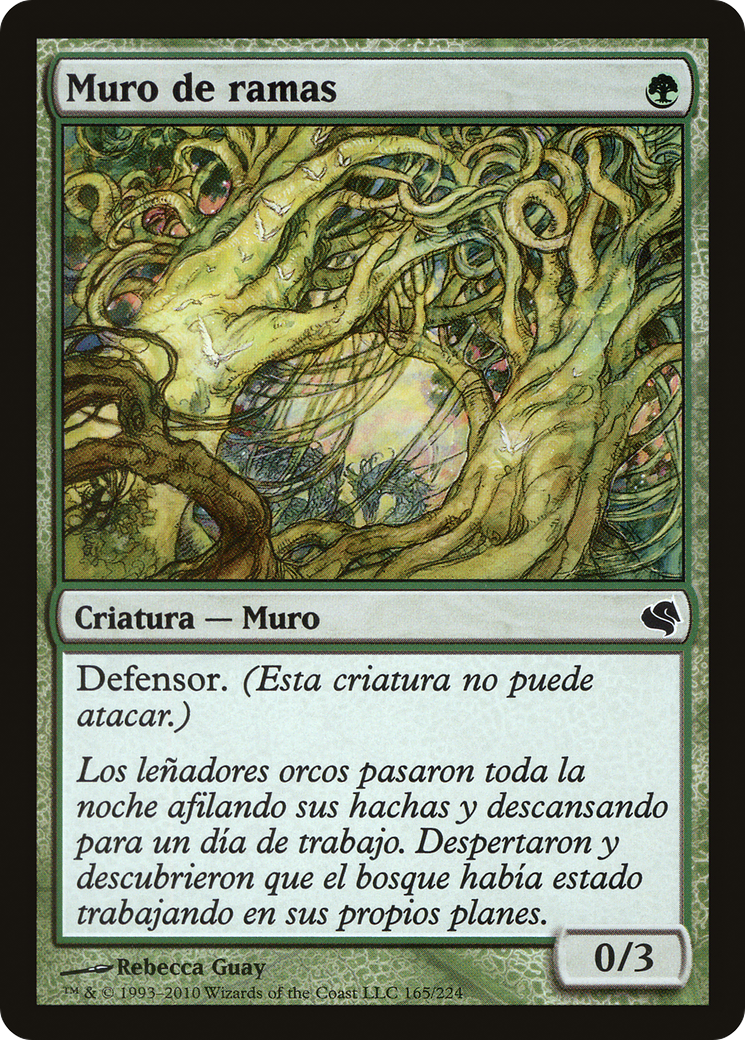 Muro de ramas
Criatura — Muro
Defensor. (Esta criatura no puede
atacar.)
Los leñadores orcos pasaron toda la
noche afilando sus hachas y descansando
para un día de trabajo. Despertaron y
descubrieron que el bosque había estado
trabajando en sus propios planes.
0/3
Rebecca Guay
™ & © 1993–2010 Wizards of the Coast LLC 165/224